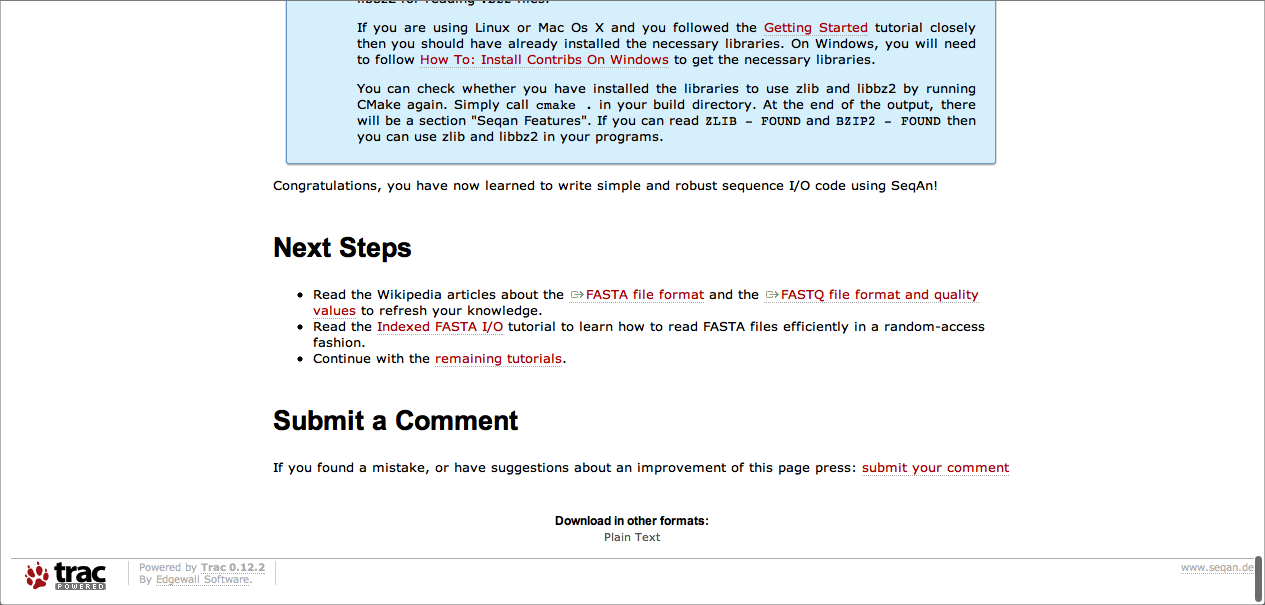 libbz2 for reading .bz2 files.
If you are using Linux or Mac Os X and you followed the Getting Started tutorial closely
then you should have already installed the necessary libraries. On Windows, you will need
to follow How To: Install Contribs On Windows to get the necessary libraries.
You can check whether you have installed the libraries to use zlib and libbz2 by running
CMake again. Simply call cmake . in your build directory. At the end of the output, there
will be a section "Seqan Features". If you can read ZLIB - FOUND and BZIP2 - FOUND then
you can use zlib and libbz2 in your programs.
Congratulations, you have now learned to write simple and robust sequence I/O code using SeqAn!
Next Steps
• Read the Wikipedia articles about the FASTA file format and the FASTQ file format and quality
values to refresh your knowledge.
• Read the Indexed FASTA I/O tutorial to learn how to read FASTA files efficiently in a random-access
fashion.
• Continue with the remaining tutorials.
Submit a Comment
If you found a mistake, or have suggestions about an improvement of this page press: submit your comment
Download in other formats:
Plain Text
trac
POWERED
Powered by Trac 0.12.2
By Edgewall Software.
www.seqan.de